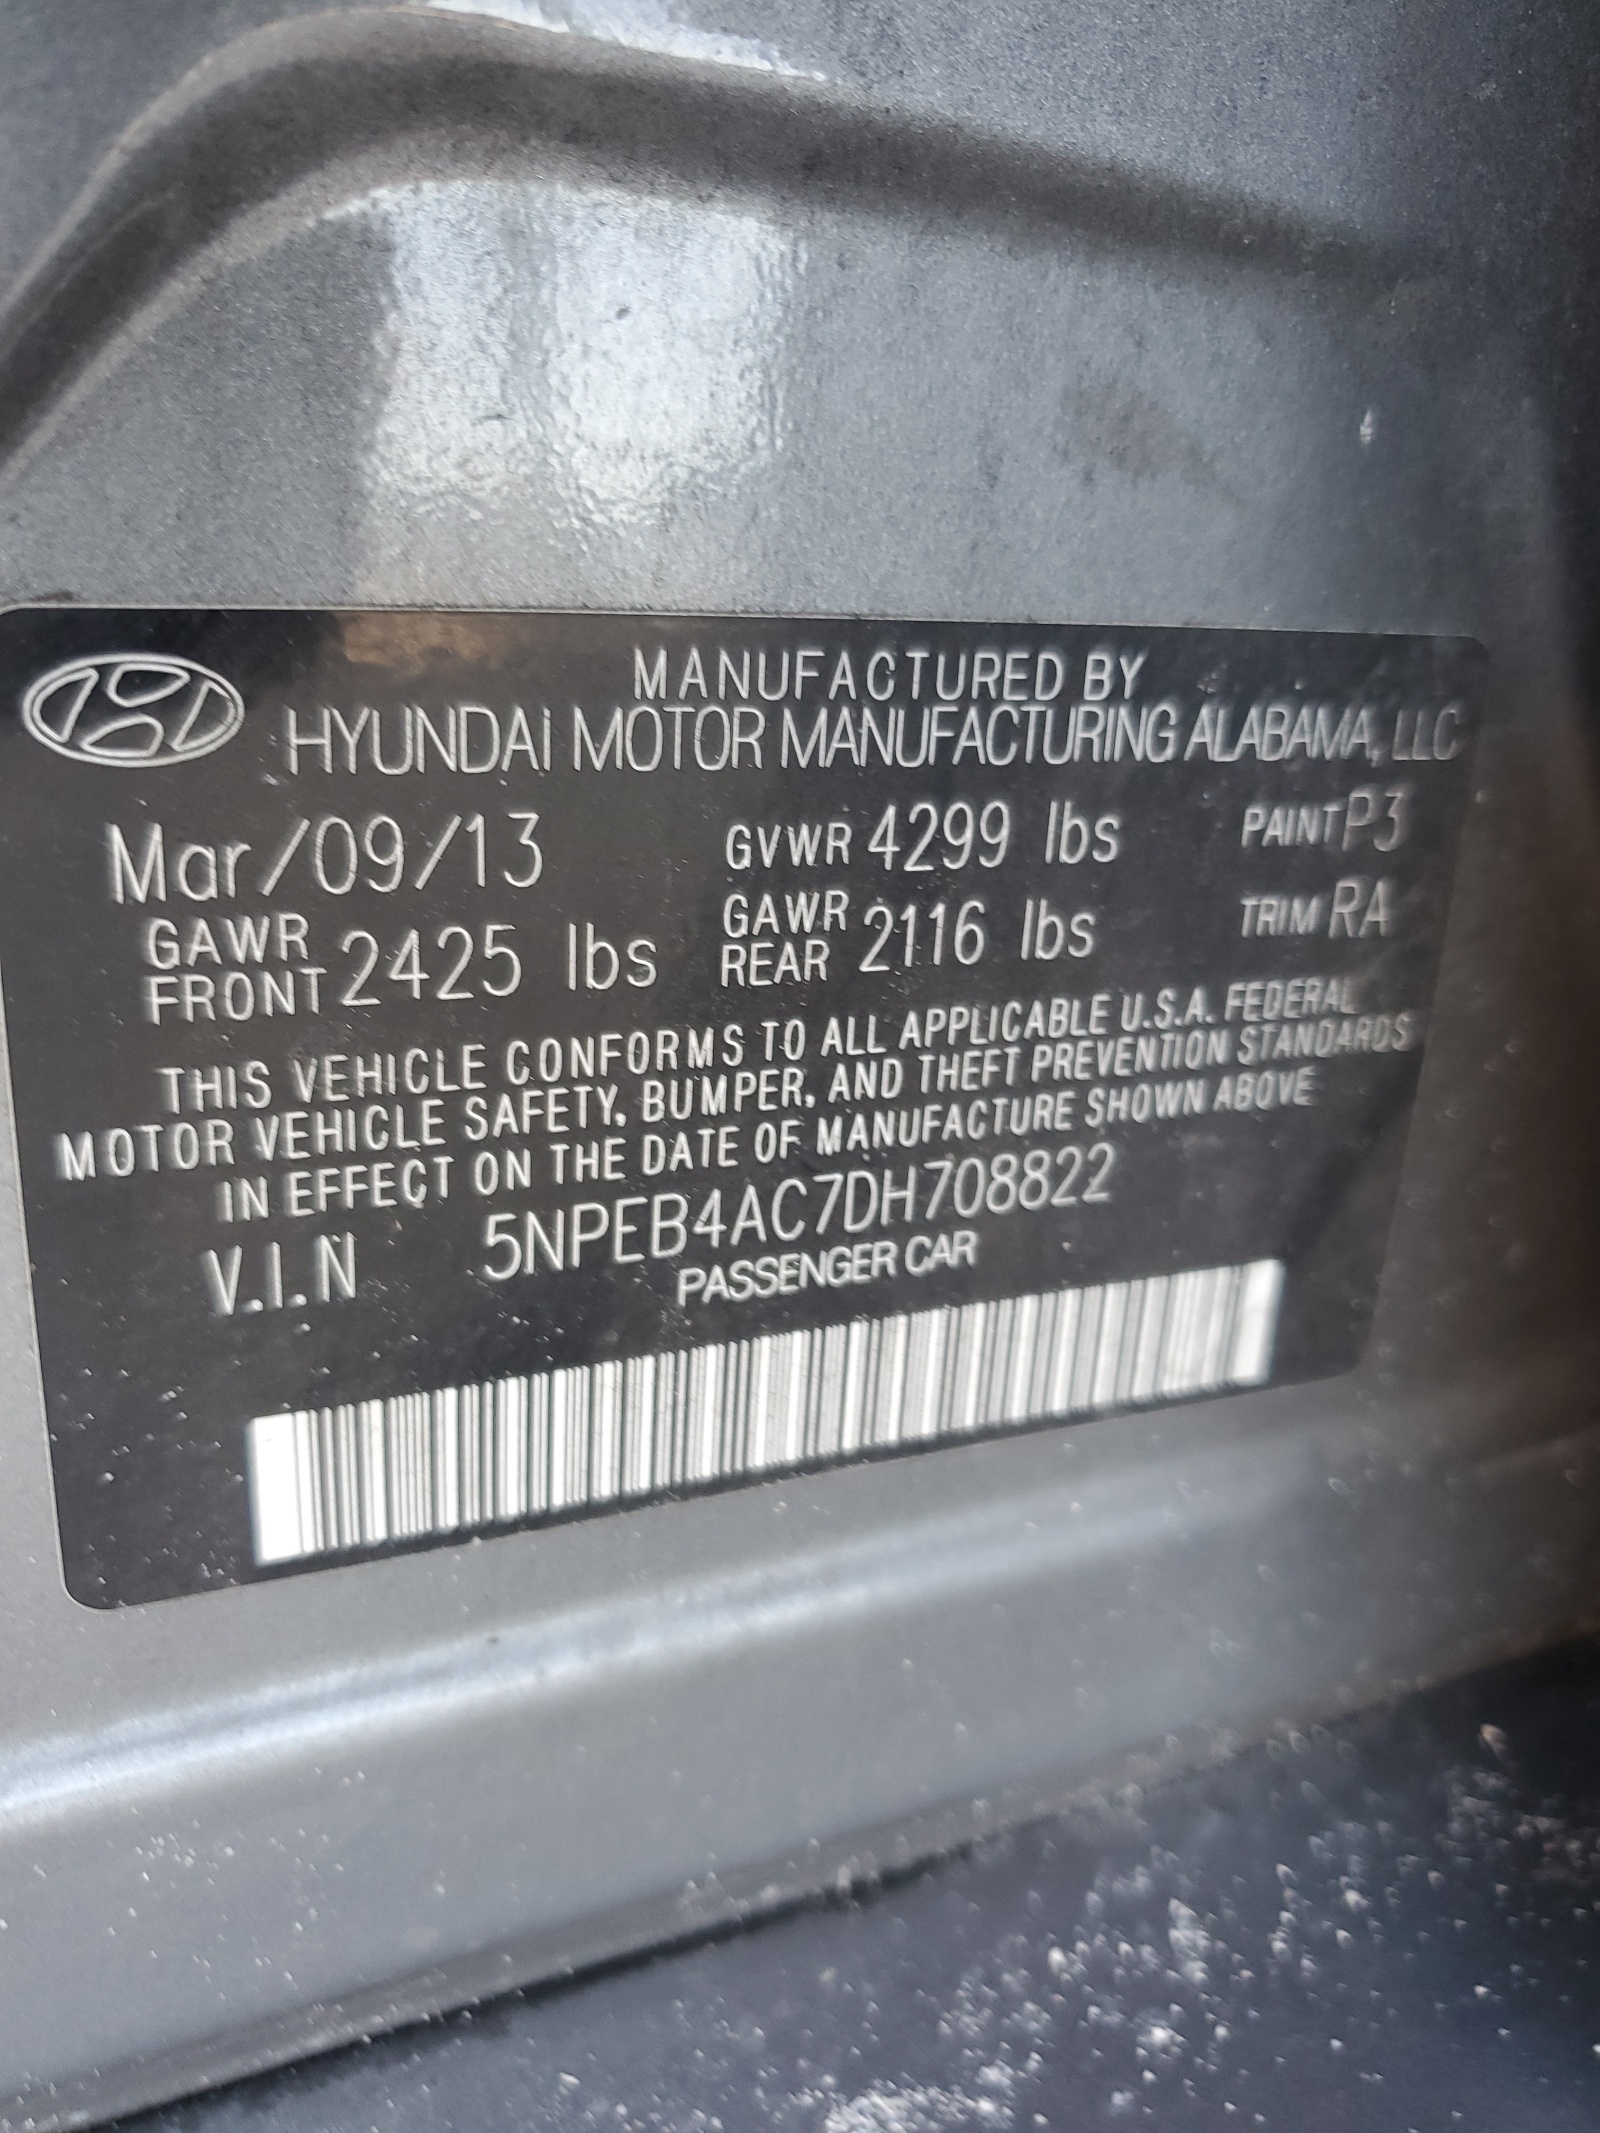 MANUFACTURED BY
HYUNDAI MOTOR MANUFACTURING ALABAMA, LLC
Mar/09/13 GVWR 4299 lbs PAINT P3
GAWR FRONT 2425 lbs GAWR REAR 2116 lbs TRIM RA
THIS VEHICLE CONFORMS TO ALL APPLICABLE U.S.A. FEDERAL
MOTOR VEHICLE SAFETY, BUMPER, AND THEFT PREVENTION STANDARDS
IN EFFECT ON THE DATE OF MANUFACTURE SHOWN ABOVE
V.I.N 5NPEB4AC7DH708822
PASSENGER CAR